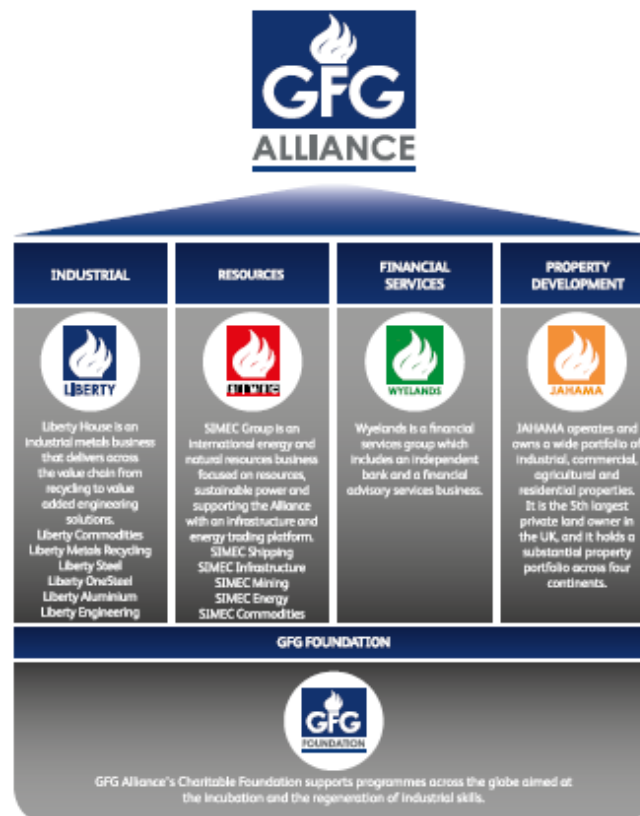 GFG
ALLIANCE
INDUSTRIAL
LIBERTY
Liberty House is an
industrial metals business
that delivers across
the value chain from
recycling to value
added engineering
solutions.
Liberty Commodities
Liberty Metals Recycling
Liberty Steel
Liberty OneSteel
Liberty Aluminium
Liberty Engineering
RESOURCES
SIMEC
SIMEC Group is an
international energy and
natural resources business
focused on resources,
sustainable power and
supporting the Alliance
with an infrastructure and
energy trading platform.
SIMEC Shipping
SIMEC Infrastructure
SIMEC Mining
SIMEC Energy
SIMEC Commodities
FINANCIAL
SERVICES
WYELANDS
Wyelands is a financial
services group which
includes an independent
bank and a financial
advisory services business.
PROPERTY
DEVELOPMENT
JAHAMA
JAHAMA operates and
owns a wide portfolio of
industrial, commercial,
agricultural and
residential properties.
It is the 5th largest
private land owner in
the UK, and it holds a
substantial property
portfolio across four
continents.
GFG FOUNDATION
GFG
FOUNDATION
GFG Alliance's Charitable Foundation supports programmes across the globe aimed at
the incubation and the regeneration of industrial skills.